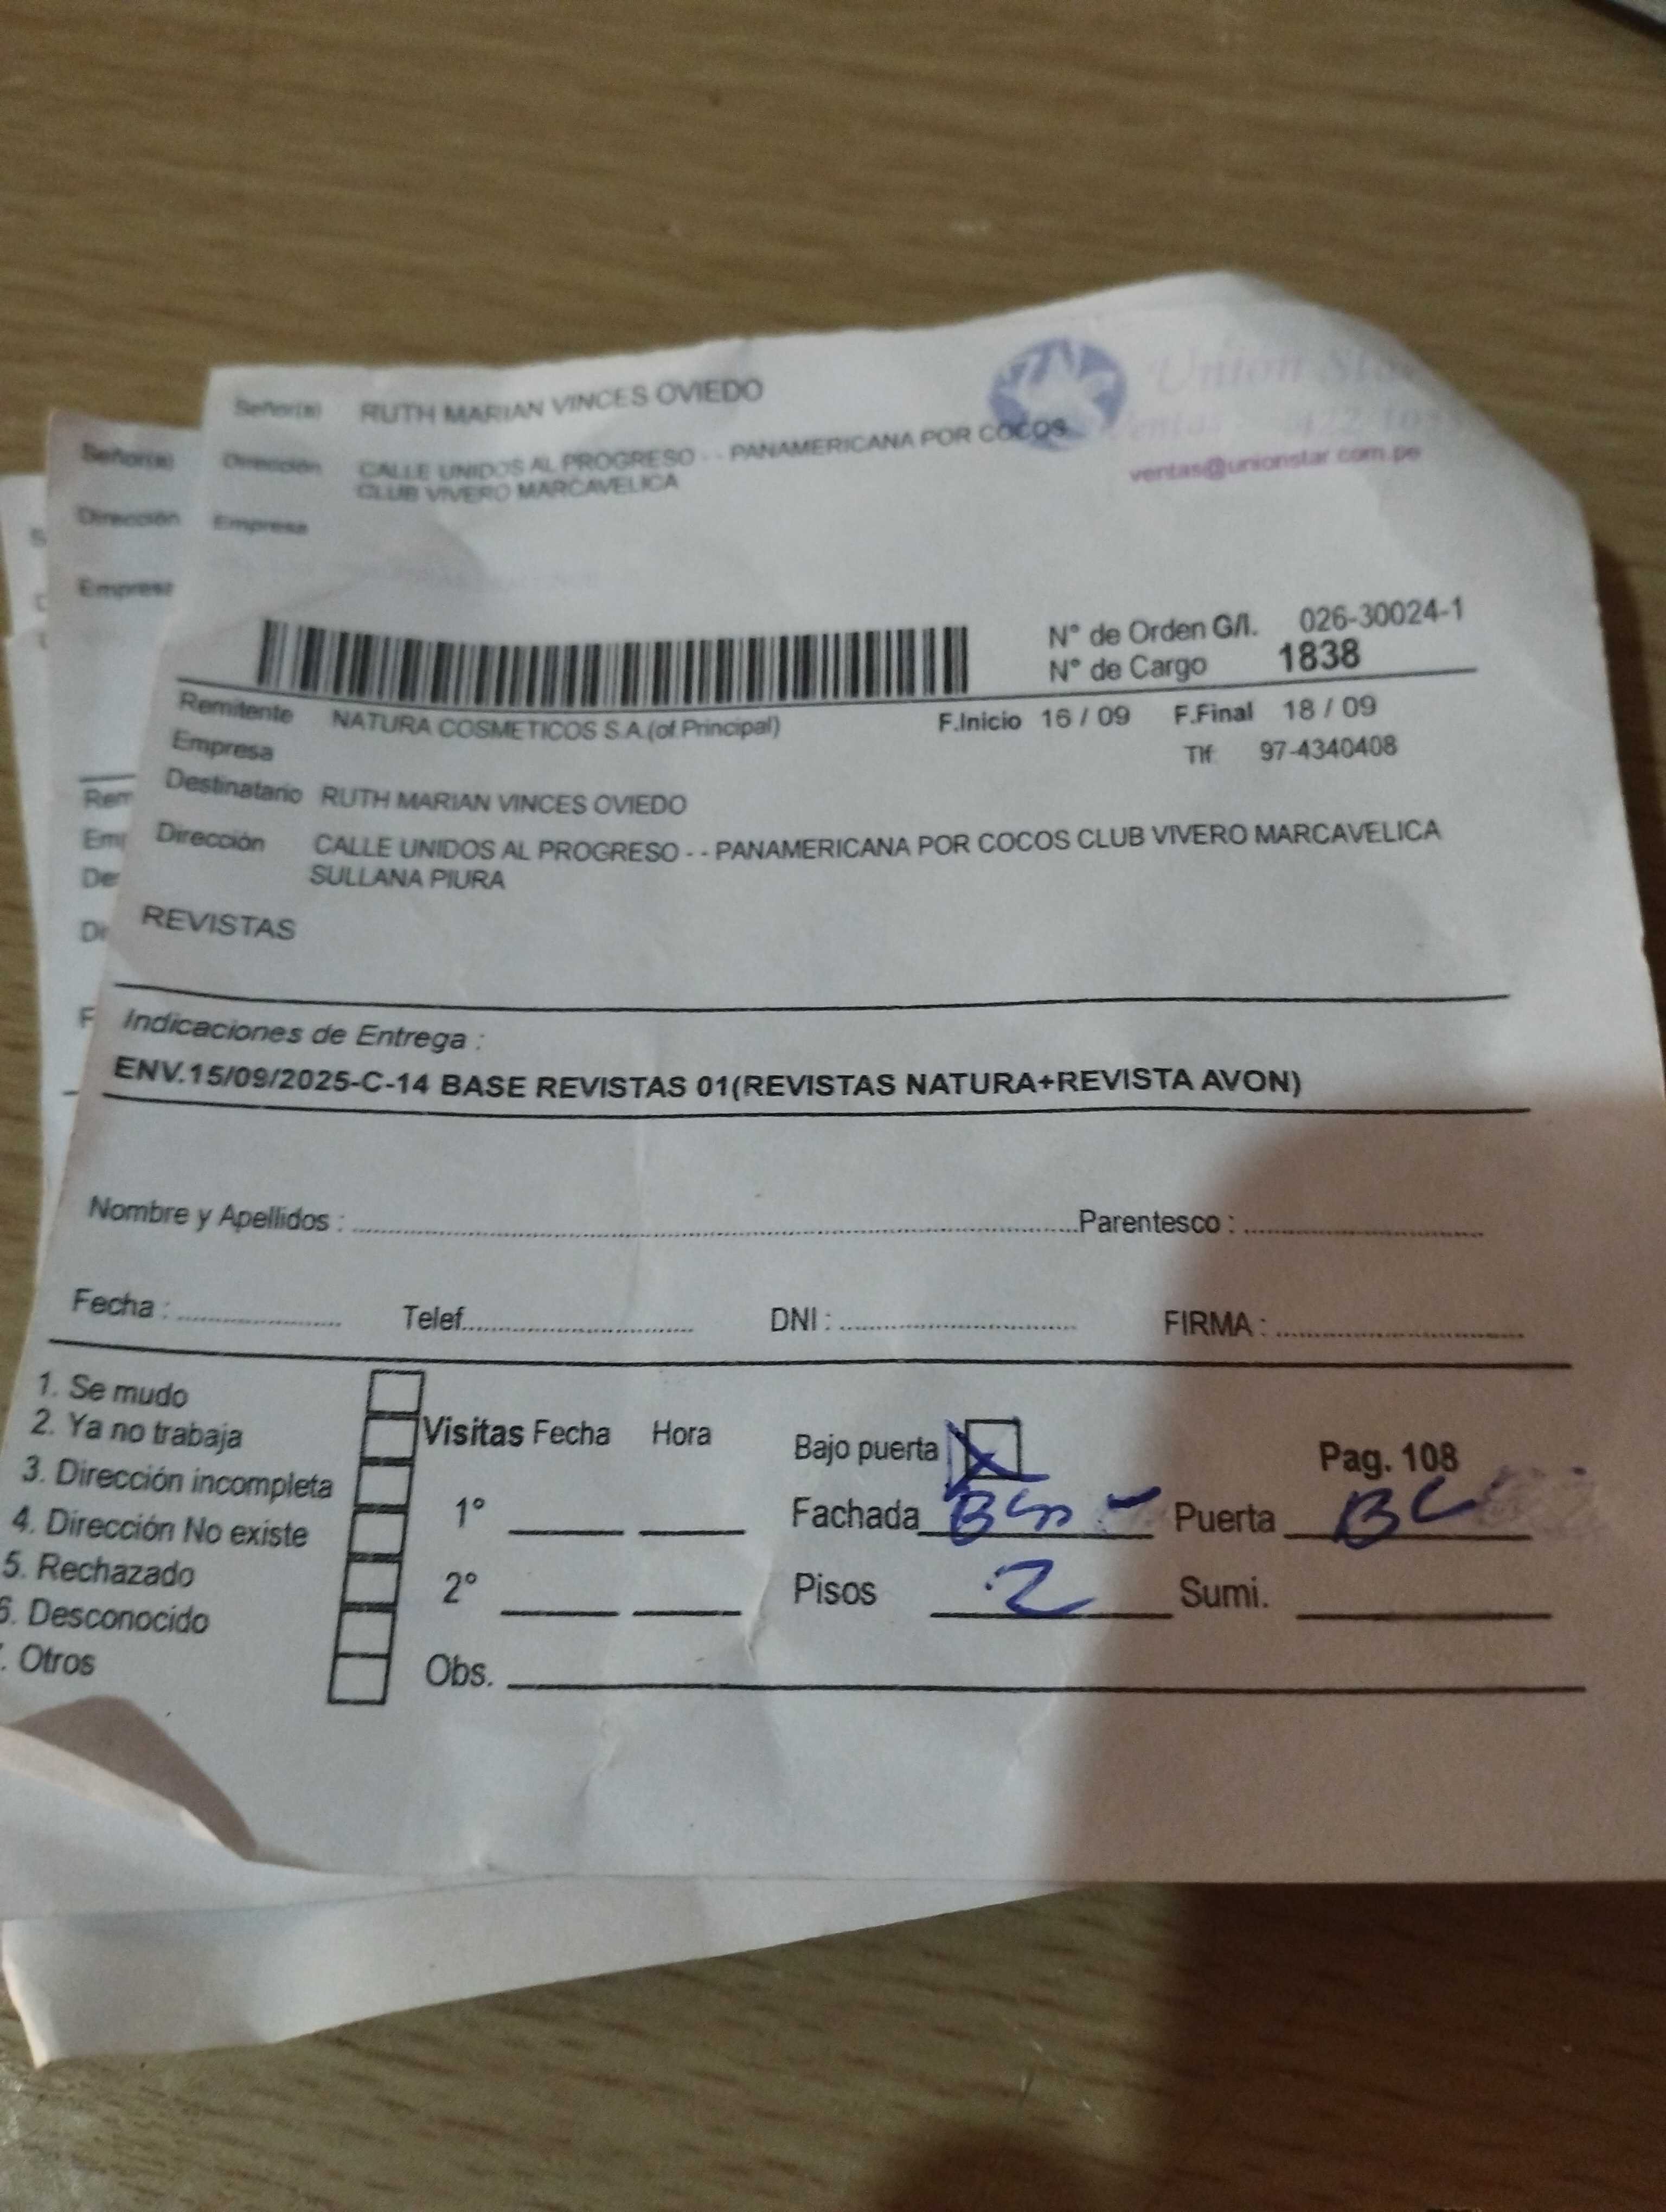 Señor(a) RUTH MARIAN VINCES OVIEDO
Dirección CALLE UNIDOS AL PROGRESO - - PANAMERICANA POR COCOS
CLUB VIVERO MARCAVELICA
Empresa
Union Star
Ventas
ventas@unionstar.com.pe
Señor(a)
Dirección
Empresa
N° de Orden G/I. 026-30024-1
N° de Cargo 1838
Remitente NATURA COSMETICOS S.A.(of.Principal) F.Inicio 16 / 09 F.Final 18 / 09
Empresa Tlf. 97-4340408
Destinatario RUTH MARIAN VINCES OVIEDO
Dirección CALLE UNIDOS AL PROGRESO - - PANAMERICANA POR COCOS CLUB VIVERO MARCAVELICA
SULLANA PIURA
REVISTAS
Indicaciones de Entrega :
ENV.15/09/2025-C-14 BASE REVISTAS 01(REVISTAS NATURA+REVISTA AVON)
Nombre y Apellidos : Parentesco :
Fecha : Telef. DNI : FIRMA :
1. Se mudo
2. Ya no trabaja
3. Dirección incompleta
4. Dirección No existe
5. Rechazado
6. Desconocido
. Otros
Visitas Fecha Hora
1°
2°
Obs.
Bajo puerta Pag. 108
Fachada Puerta
Pisos 2 Sumi.